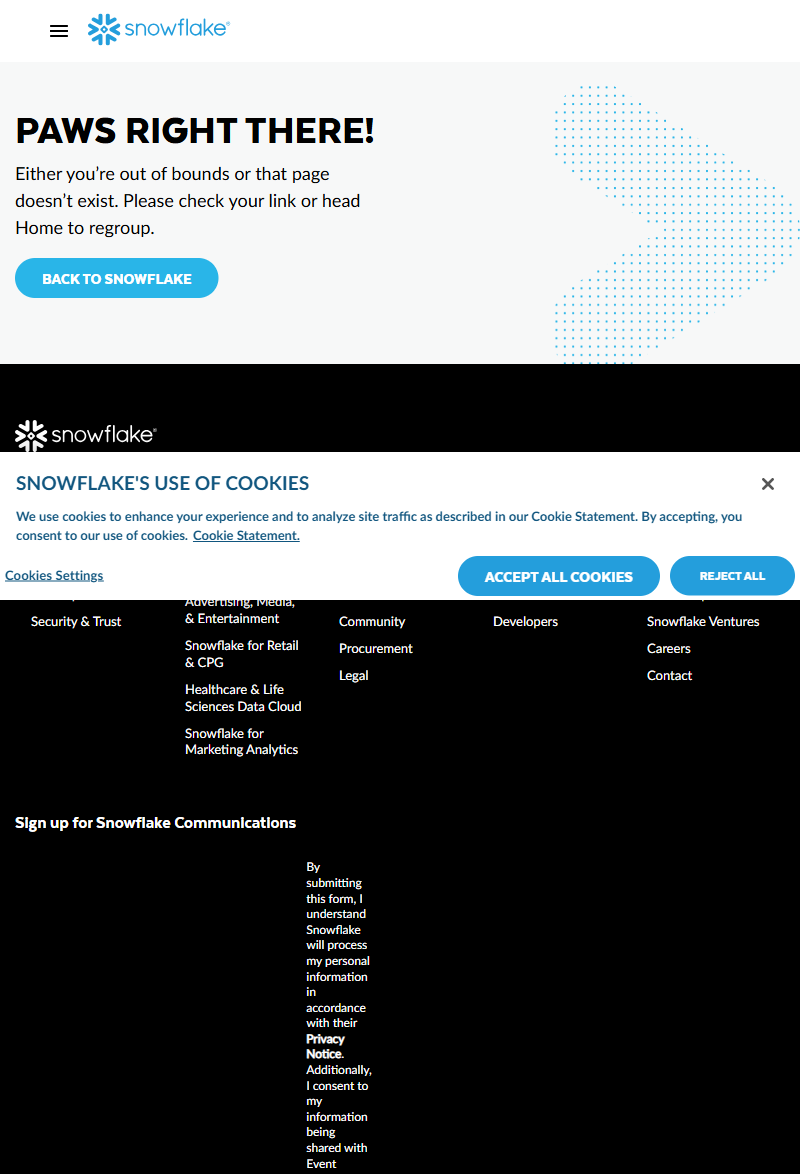 snowflake®
PAWS RIGHT THERE!
Either you’re out of bounds or that page
doesn’t exist. Please check your link or head
Home to regroup.
BACK TO SNOWFLAKE
snowflake®
SNOWFLAKE'S USE OF COOKIES
We use cookies to enhance your experience and to analyze site traffic as described in our Cookie Statement. By accepting, you
consent to our use of cookies. Cookie Statement.
Cookies Settings
ACCEPT ALL COOKIES
REJECT ALL
Security & Trust
Advertising, Media,
& Entertainment
Snowflake for Retail
& CPG
Healthcare & Life
Sciences Data Cloud
Snowflake for
Marketing Analytics
Community
Procurement
Legal
Developers
Snowflake Ventures
Careers
Contact
Sign up for Snowflake Communications
By
submitting
this form, I
understand
Snowflake
will process
my personal
information
in
accordance
with their
Privacy
Notice.
Additionally,
I consent to
my
information
being
shared with
Event